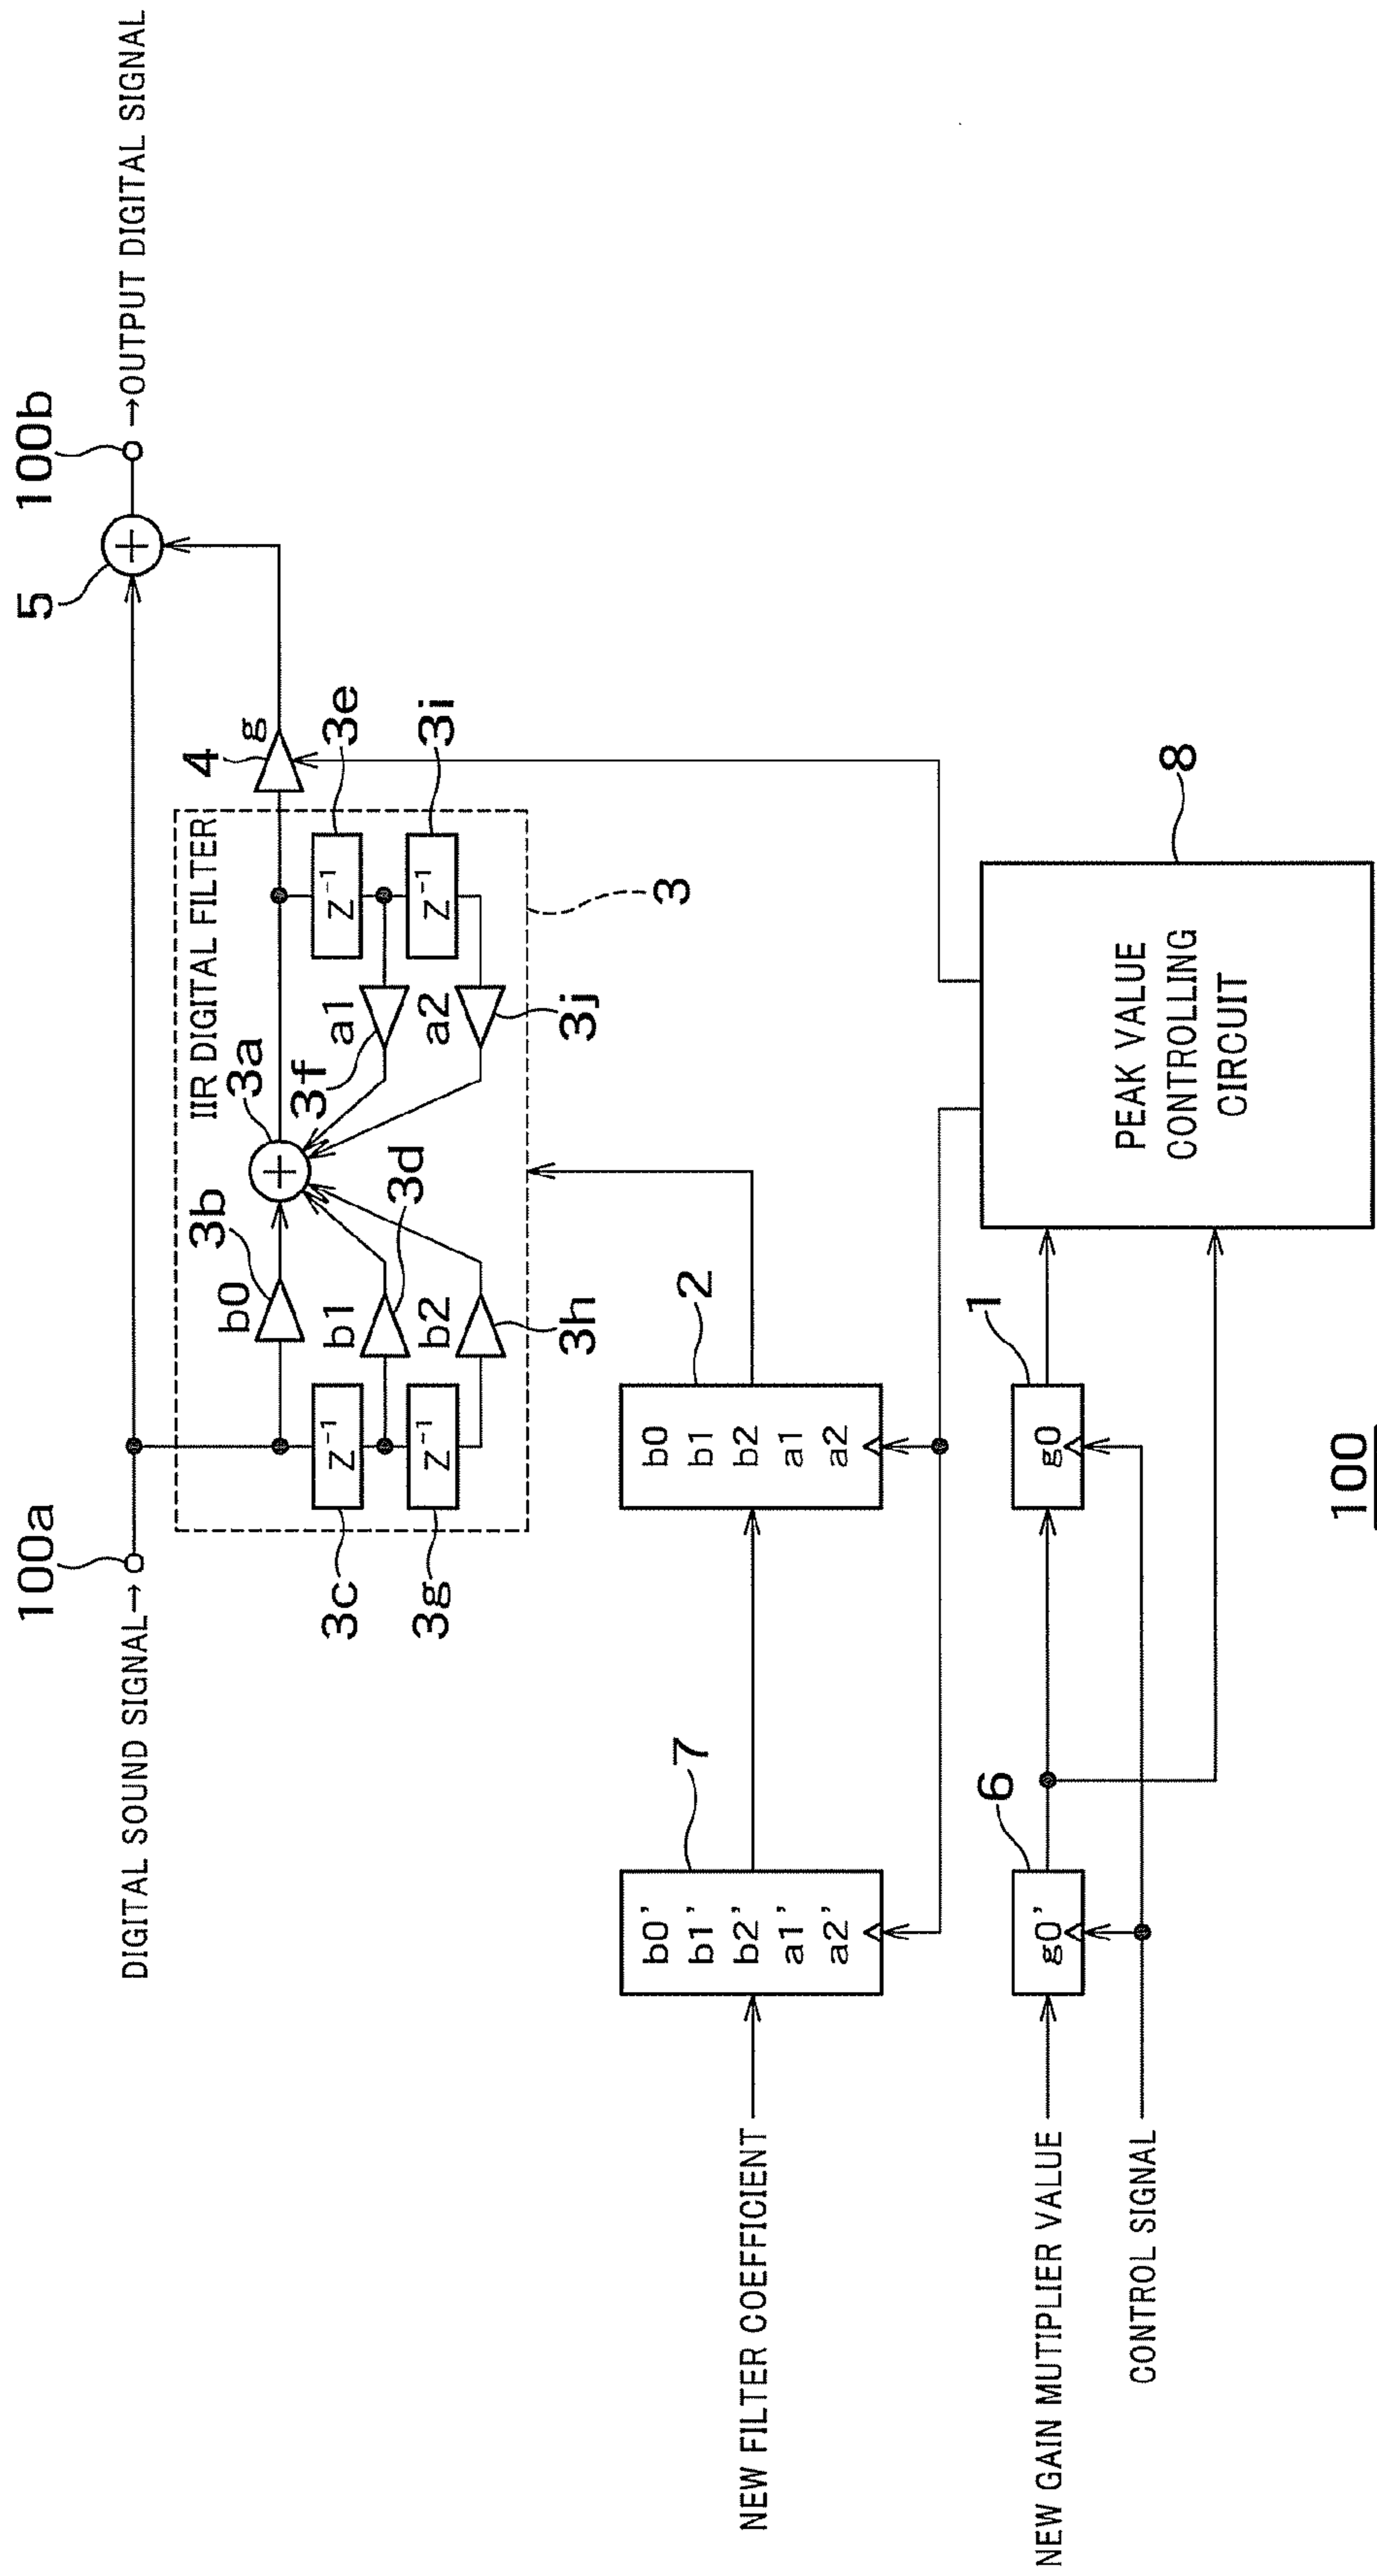 100a
DIGITAL SOUND SIGNAL→
5
100b
→OUTPUT DIGITAL SIGNAL
IIR DIGITAL FILTER
b0
3b
3a
4
g
3c
z⁻¹
b1
3d
3f
a1
z⁻¹
3e
3g
z⁻¹
b2
3h
a2
3j
z⁻¹
3i
3
NEW FILTER COEFFICIENT
7
b0'
b1'
b2'
a1'
a2'
2
b0
b1
b2
a1
a2
NEW GAIN MUTIPLIER VALUE
6
g0'
1
g0
CONTROL SIGNAL
8
PEAK VALUE
CONTROLLING
CIRCUIT
100